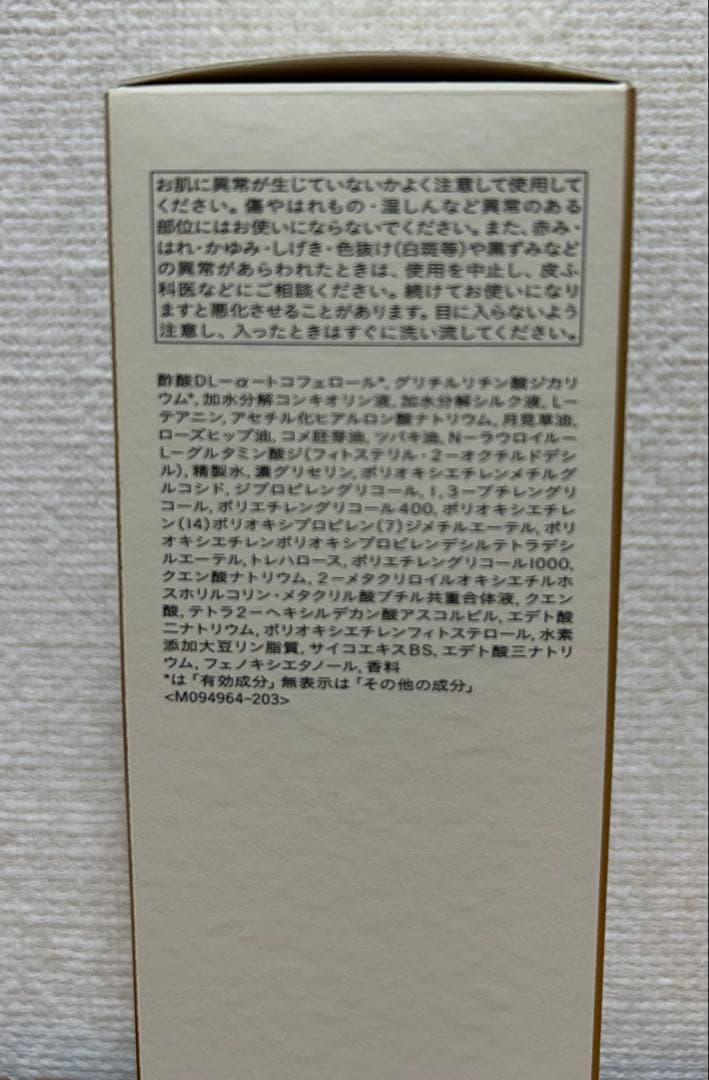 お肌に異常が生じていないかよく注意して使用して
ください。傷やはれもの・湿しんなど異常のある
部位にはお使いにならないでください。また、赤み・
はれ・かゆみ・しげき・色抜け(白斑等)や黒ずみなど
の異常があらわれたときは、使用を中止し、皮ふ
科医などにご相談ください。続けてお使いになり
ますと悪化させることがあります。目に入らないよう
注意し、入ったときはすぐに洗い流してください。
酢酸DL-α-トコフェロール*, グリチルリチン酸ジカリ
ウム*, 加水分解コンキオリン液, 加水分解シルク液, L-
テアニン, アセチル化ヒアルロン酸ナトリウム, 月見草油,
ローズヒップ油, コメ胚芽油, ツバキ油, N-ラウロイル-
L-グルタミン酸ジ(フィトステリル・2-オクチルドデシ
ル), 精製水, 濃グリセリン, ポリオキシエチレンメチルグ
ルコシド, ジプロピレングリコール, 1,3-ブチレングリ
コール, ポリエチレングリコール400, ポリオキシエチレ
ン(14)ポリオキシプロピレン(7)ジメチルエーテル, ポリ
オキシエチレンポリオキシプロピレンデシルテトラデシ
ルエーテル, トレハロース, ポリエチレングリコール1000,
クエン酸ナトリウム, 2-メタクリロイルオキシエチルホ
スホリルコリン・メタクリル酸ブチル共重合体液, クエン
酸, テトラ2-ヘキシルデカン酸アスコルビル, エデト酸
二ナトリウム, ポリオキシエチレンフィトステロール, 水素
添加大豆リン脂質, サイコエキスBS, エデト酸三ナトリ
ウム, フェノキシエタノール, 香料
*は「有効成分」無表示は「その他の成分」
<M094964-203>